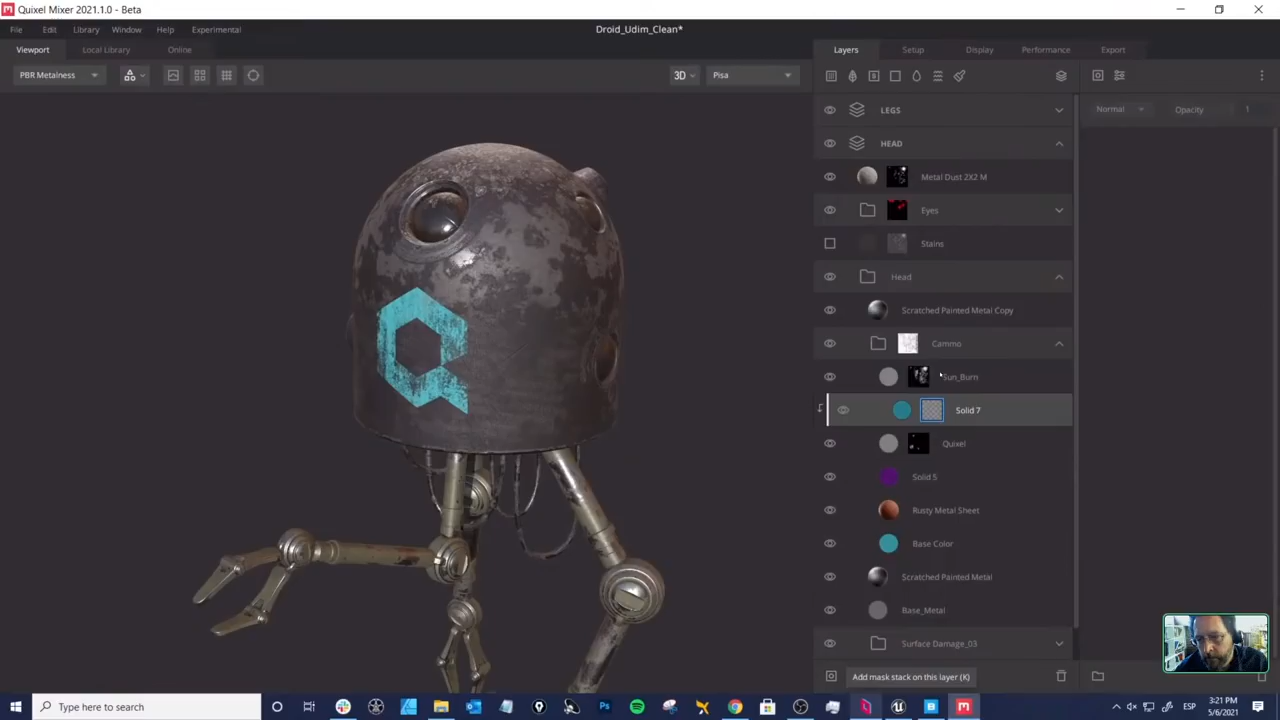 Quixel Mixer 2021.1.0 - Beta
File Edit Library Window Help Experimental
Droid_Udim_Clean*
Viewport Local Library Online
Layers Setup Display Performance Export
PBR Metalness
3D Pisa
Normal Opacity 1
LEGS
HEAD
Metal Dust 2X2 M
Eyes
Stains
Head
Scratched Painted Metal Copy
Cammo
Sun_Burn
Solid 7
Quixel
Solid 5
Rusty Metal Sheet
Base Color
Scratched Painted Metal
Base_Metal
Surface Damage_03
Add mask stack on this layer (K)
Type here to search
ESP
3:21 PM
5/6/2021